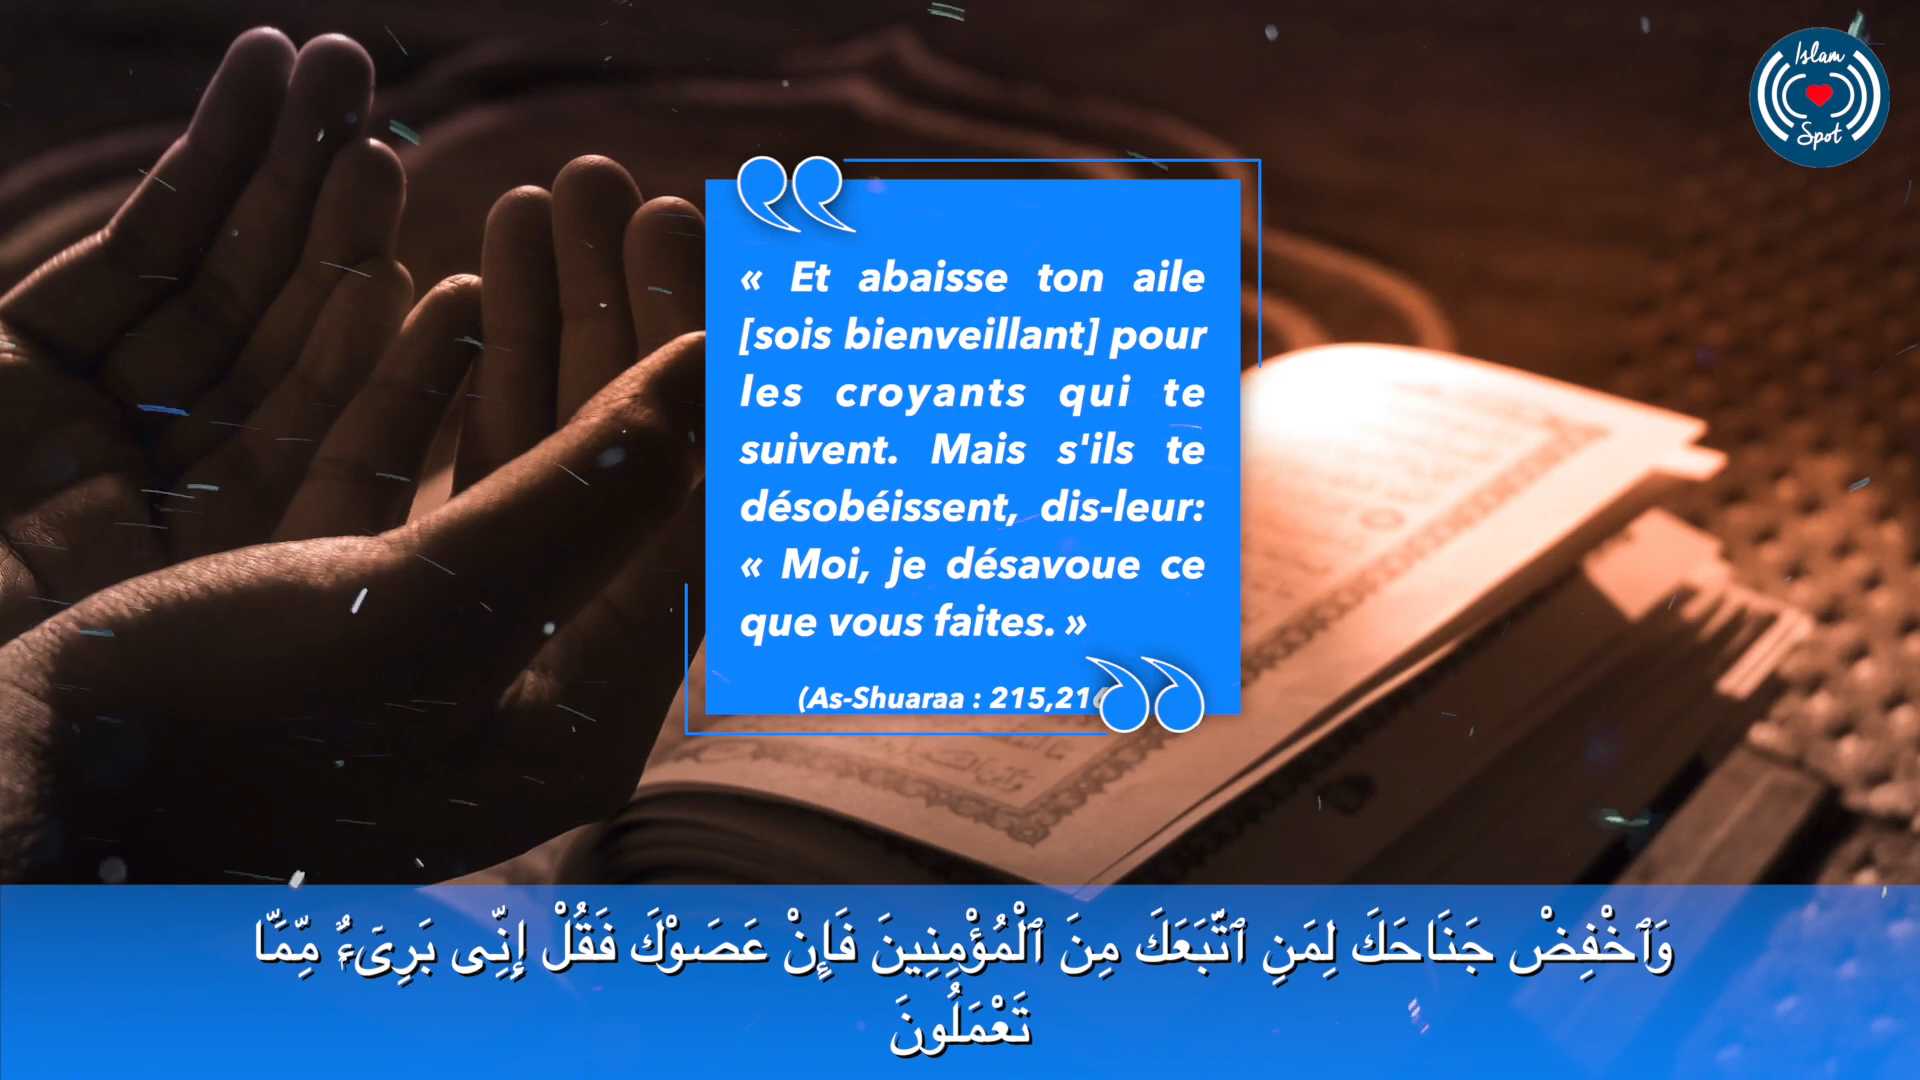 Islam
Spot
« Et abaisse ton aile
[sois bienveillant] pour
les croyants qui te
suivent. Mais s'ils te
désobéissent, dis-leur:
« Moi, je désavoue ce
que vous faites. »
(As-Shuaraa : 215,21
وَٱخْفِضْ جَنَاحَكَ لِمَنِ ٱتَّبَعَكَ مِنَ ٱلْمُؤْمِنِينَ فَإِنْ عَصَوْكَ فَقُلْ إِنِّى بَرِىٓءٌ مِّمَّا
تَعْمَلُونَ